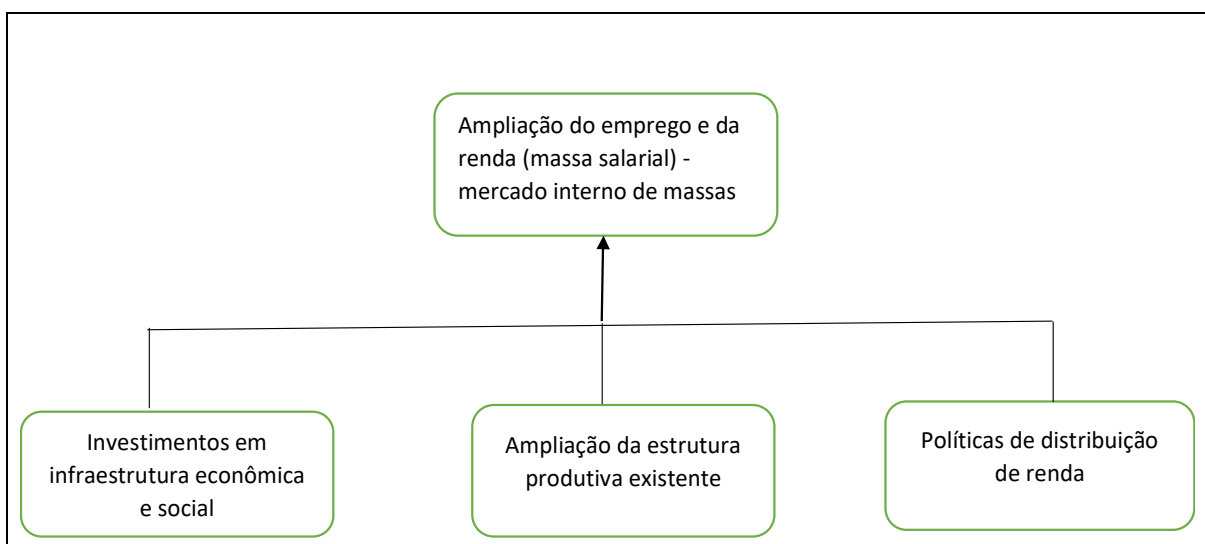 Ampliação do emprego e da
renda (massa salarial) -
mercado interno de massas
Investimentos em
infraestrutura econômica
e social
Ampliação da estrutura
produtiva existente
Políticas de distribuição
de renda